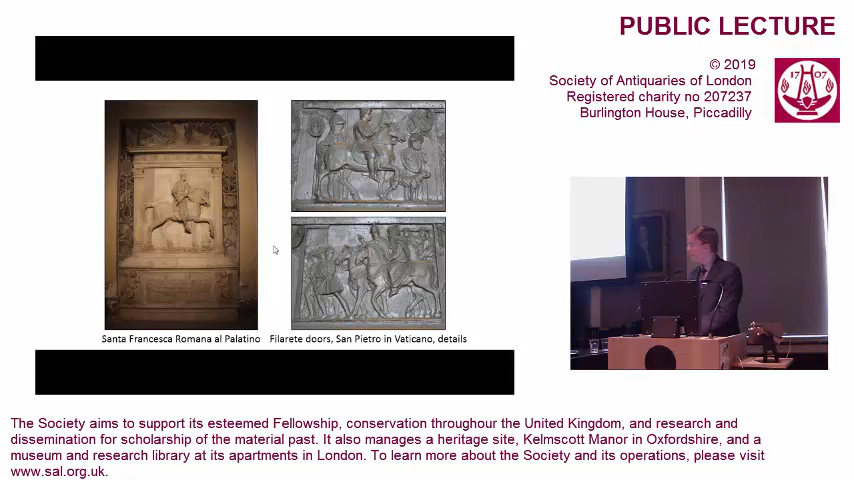 PUBLIC LECTURE
© 2019
Society of Antiquaries of London
Registered charity no 207237
Burlington House, Piccadilly
1707
Santa Francesca Romana al Palatino
Filarete doors, San Pietro in Vaticano, details
The Society aims to support its esteemed Fellowship, conservation throughour the United Kingdom, and research and
dissemination for scholarship of the material past. It also manages a heritage site, Kelmscott Manor in Oxfordshire, and a
museum and research library at its apartments in London. To learn more about the Society and its operations, please visit
www.sal.org.uk.